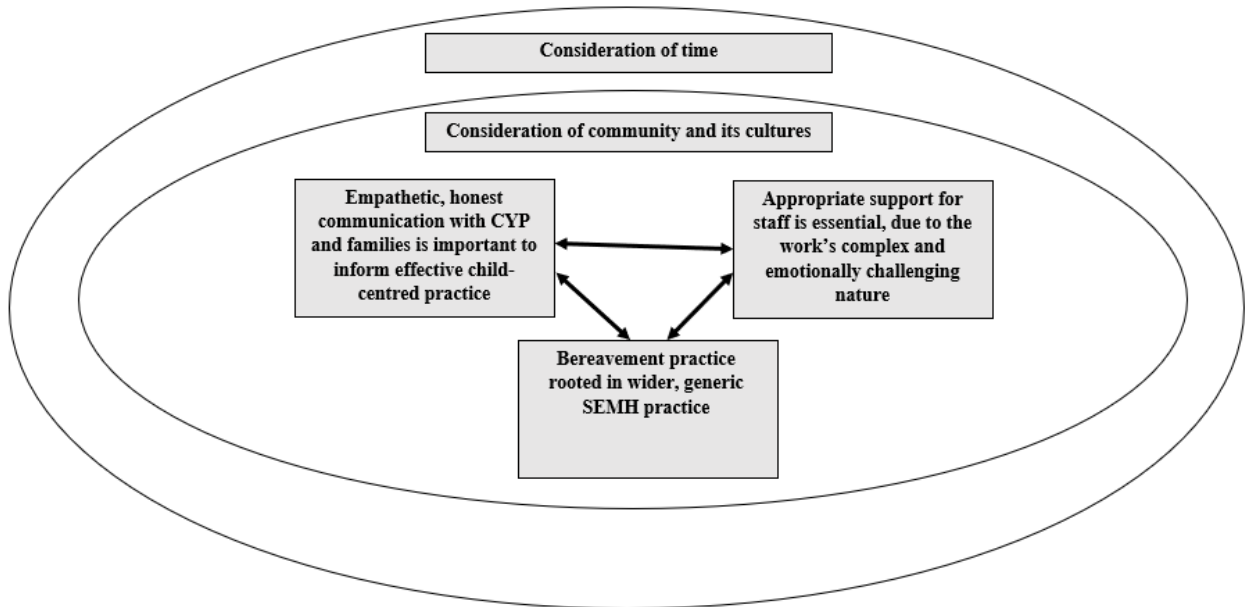 Consideration of time
Consideration of community and its cultures
Empathetic, honest
communication with CYP
and families is important to
inform effective child-
centred practice
Appropriate support for
staff is essential, due to the
work’s complex and
emotionally challenging
nature
Bereavement practice
rooted in wider, generic
SEMH practice